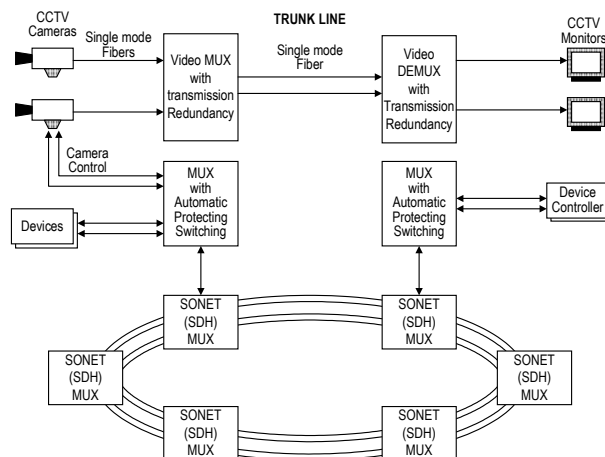 CCTV
Cameras
TRUNK LINE
CCTV
Monitors
Single mode
Fibers
Video MUX
with
transmission
Redundancy
Single mode
Fiber
Video
DEMUX
with
Transmission
Redundancy
Camera
Control
MUX
with
Automatic
Protecting
Switching
MUX
with
Automatic
Protecting
Switching
Devices
Device
Controller
SONET
(SDH)
MUX
SONET
(SDH)
MUX
SONET
(SDH)
MUX
SONET
(SDH)
MUX
SONET
(SDH)
MUX
SONET
(SDH)
MUX